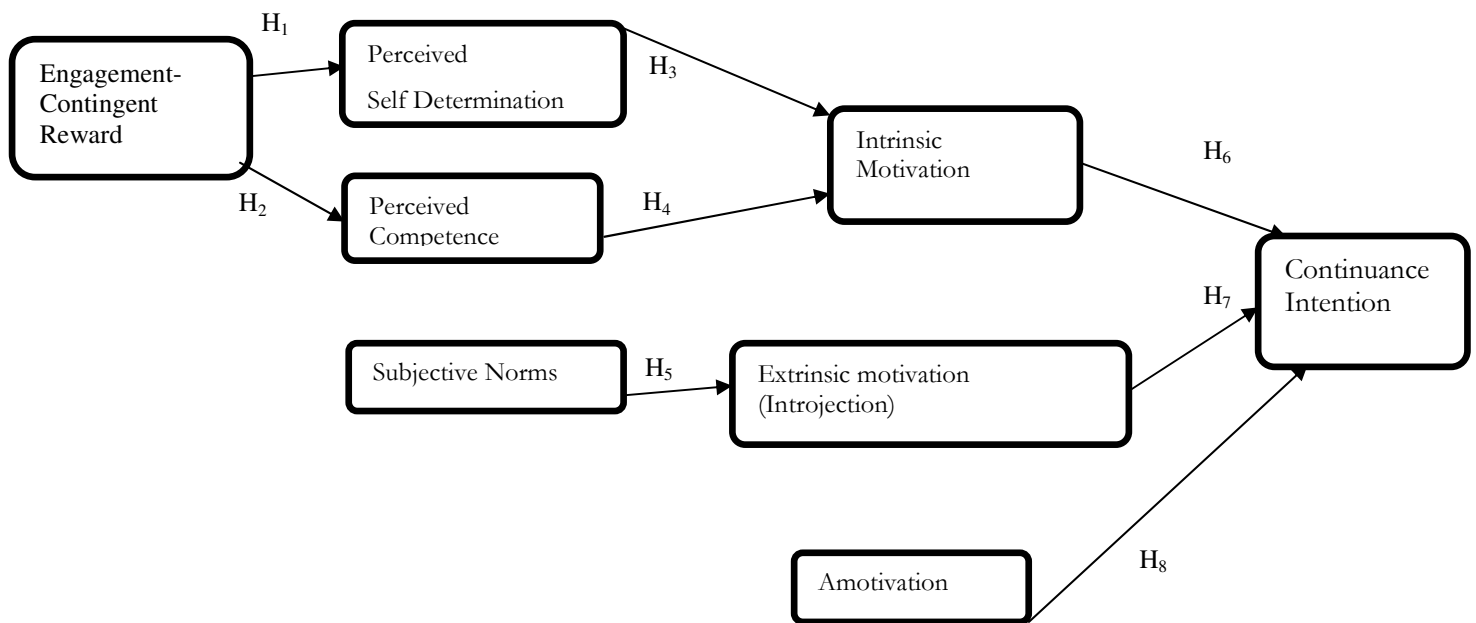 H₁
Engagement-
Contingent
Reward
Perceived
Self Determination
H₃
H₂
Perceived
Competence
H₄
Intrinsic
Motivation
H₆
Continuance
Intention
H₇
Subjective Norms
H₅
Extrinsic motivation
(Introjection)
Amotivation
H₈